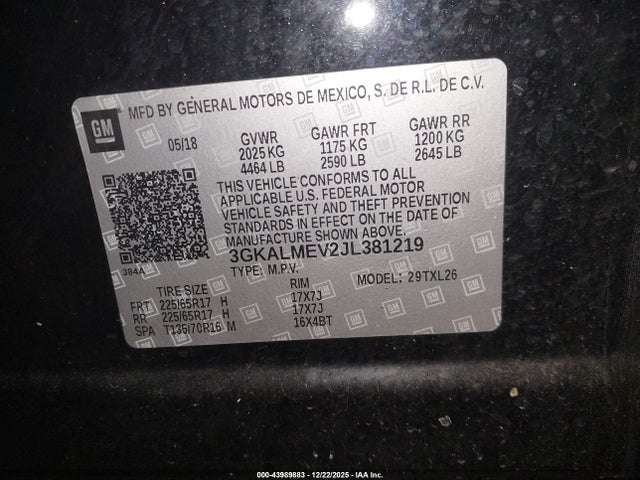 MFD BY GENERAL MOTORS DE MEXICO, S. DE R.L. DE C.V.
GM
05/18 GVWR GAWR FRT GAWR RR
2025 KG 1175 KG 1200 KG
4464 LB 2590 LB 2645 LB
THIS VEHICLE CONFORMS TO ALL
APPLICABLE U.S. FEDERAL MOTOR
VEHICLE SAFETY AND THEFT PREVENTION
STANDARDS IN EFFECT ON THE DATE OF
MANUFACTURE SHOWN ABOVE.
384A
3GKALMEV2JL381219
TYPE: M.P.V. MODEL: 29TXL26
TIRE SIZE RIM
FRT 225/65R17 H 17X7J
RR 225/65R17 H 17X7J
SPA T135/70R16 M 16X4BT
000-43989883 - 12/22/2025 - IAA Inc.